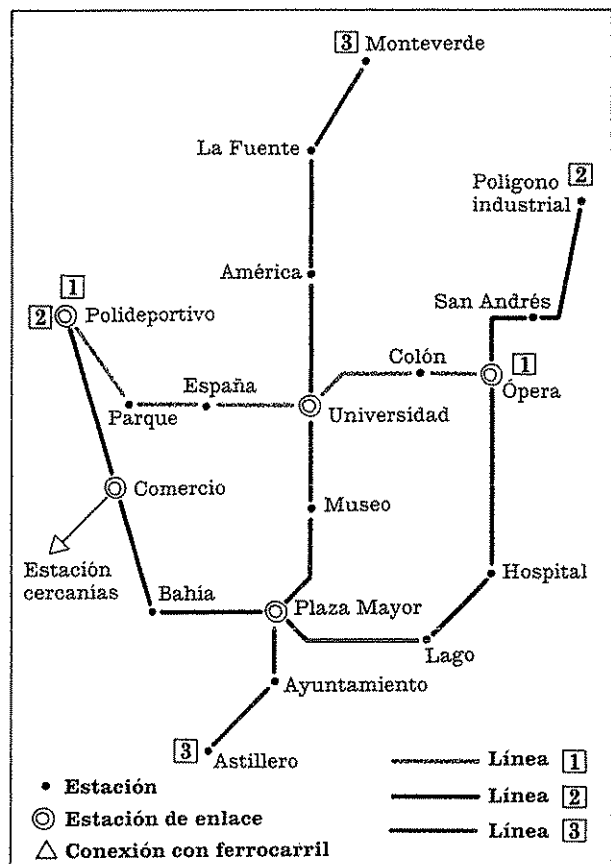 3 Monteverde
La Fuente
2
Polígono
industrial
América
1
San Andrés
2 Polideportivo
Colón
1
España
Ópera
Parque
Universidad
Comercio
Museo
Estación
cercanías
Hospital
Bahía
Plaza Mayor
Lago
Ayuntamiento
3 Astillero
Estación
Línea 1
Estación de enlace
Línea 2
Conexión con ferrocarril
Línea 3